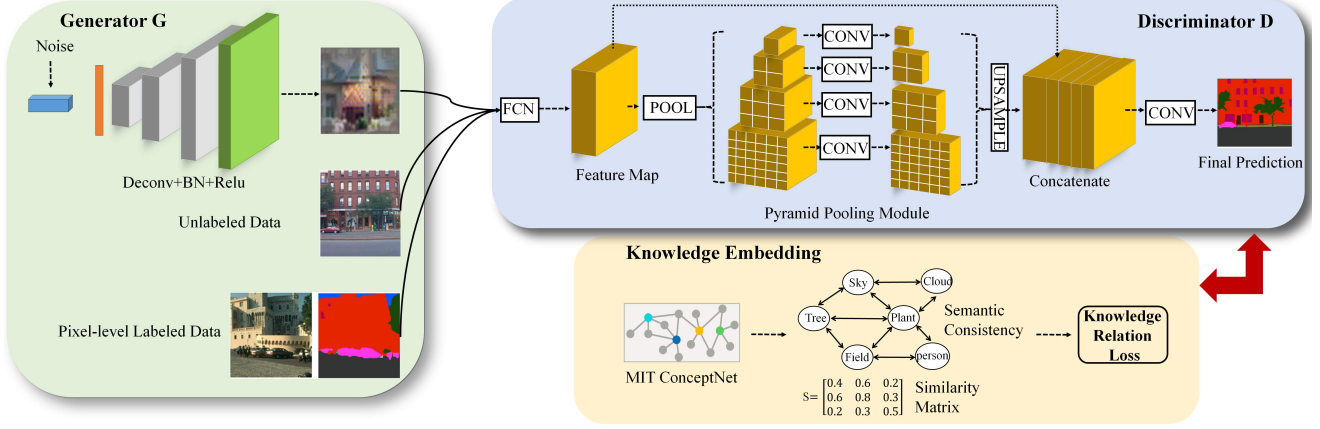 Generator G
Noise
Deconv+BN+Relu
Unlabeled Data
Pixel-level Labeled Data
FCN
Discriminator D
Feature Map
POOL
CONV
CONV
CONV
CONV
Pyramid Pooling Module
UPSAMPLE
Concatenate
CONV
Final Prediction
Knowledge Embedding
MIT ConceptNet
Sky
Cloud
Tree
Plant
Field
person
Semantic
Consistency
S= [0.4 0.6 0.2
0.6 0.8 0.3
0.2 0.3 0.5]
Similarity
Matrix
Knowledge
Relation
Loss